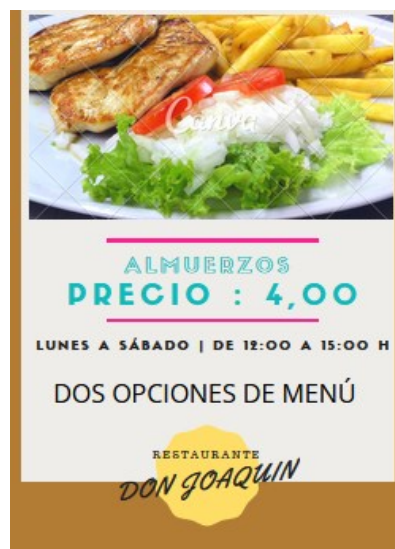 Canva
ALMUERZOS
PRECIO : 4,00
LUNES A SÁBADO | DE 12:00 A 15:00 H
DOS OPCIONES DE MENÚ
RESTAURANTE
DON JOAQUIN